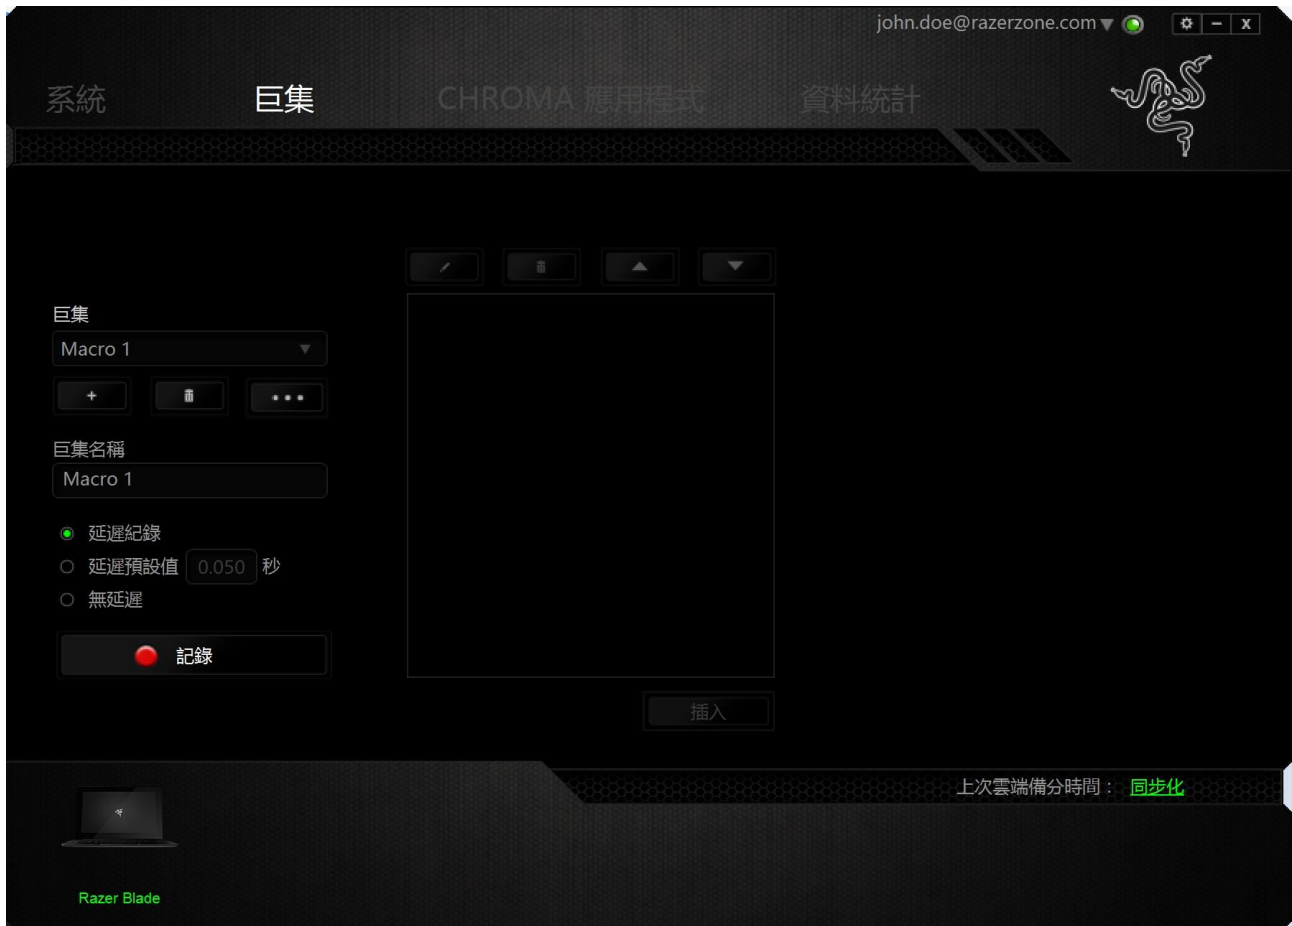 john.doe@razerzone.com
系統 巨集 CHROMA 應用程式 資料統計
巨集
Macro 1
巨集名稱
Macro 1
延遲紀錄
延遲預設值 0.050 秒
無延遲
記錄
插入
上次雲端備分時間： 同步化
Razer Blade